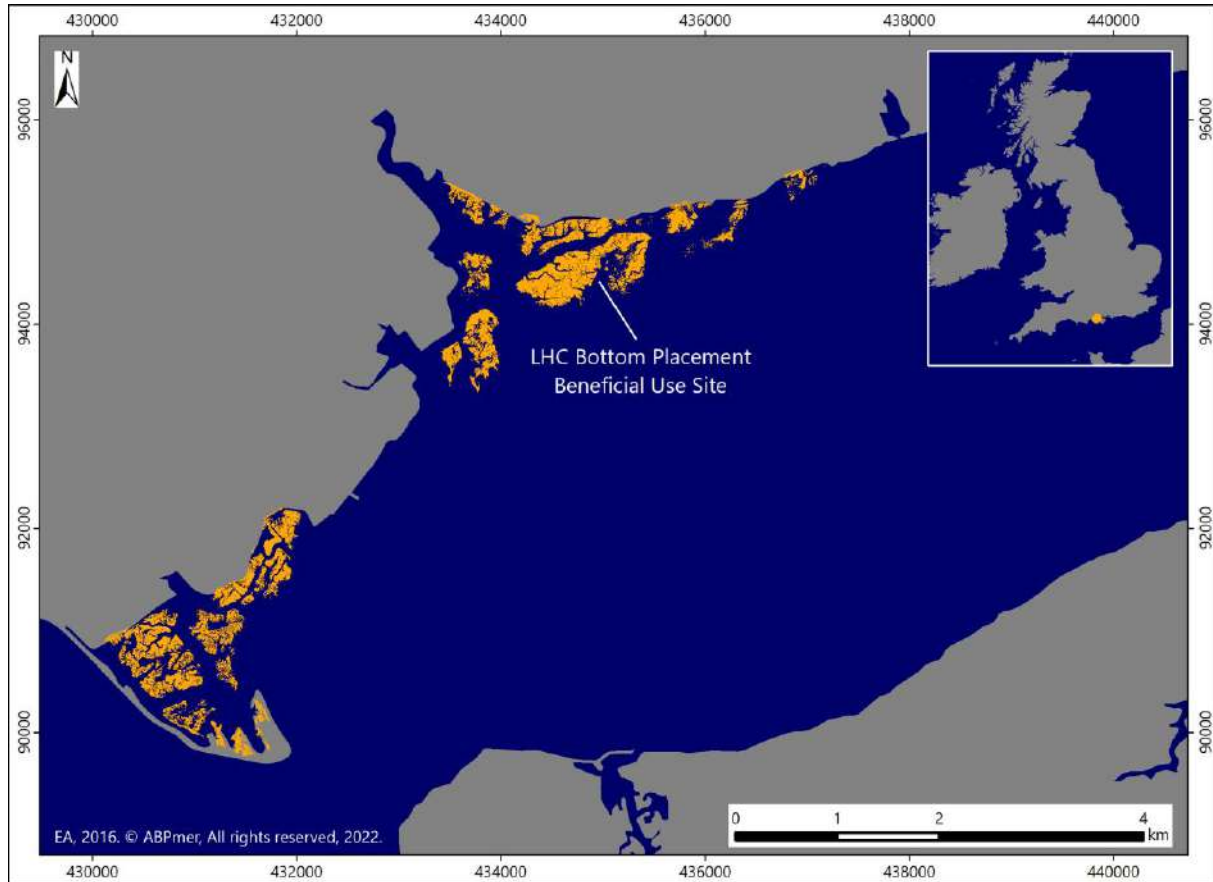 430000 432000 434000 436000 438000 440000
N
96000 96000
94000 94000
LHC Bottom Placement
Beneficial Use Site
92000 92000
90000 90000
0 1 2 4
km
EA, 2016. © ABPmer, All rights reserved, 2022.
430000 432000 434000 436000 438000 440000